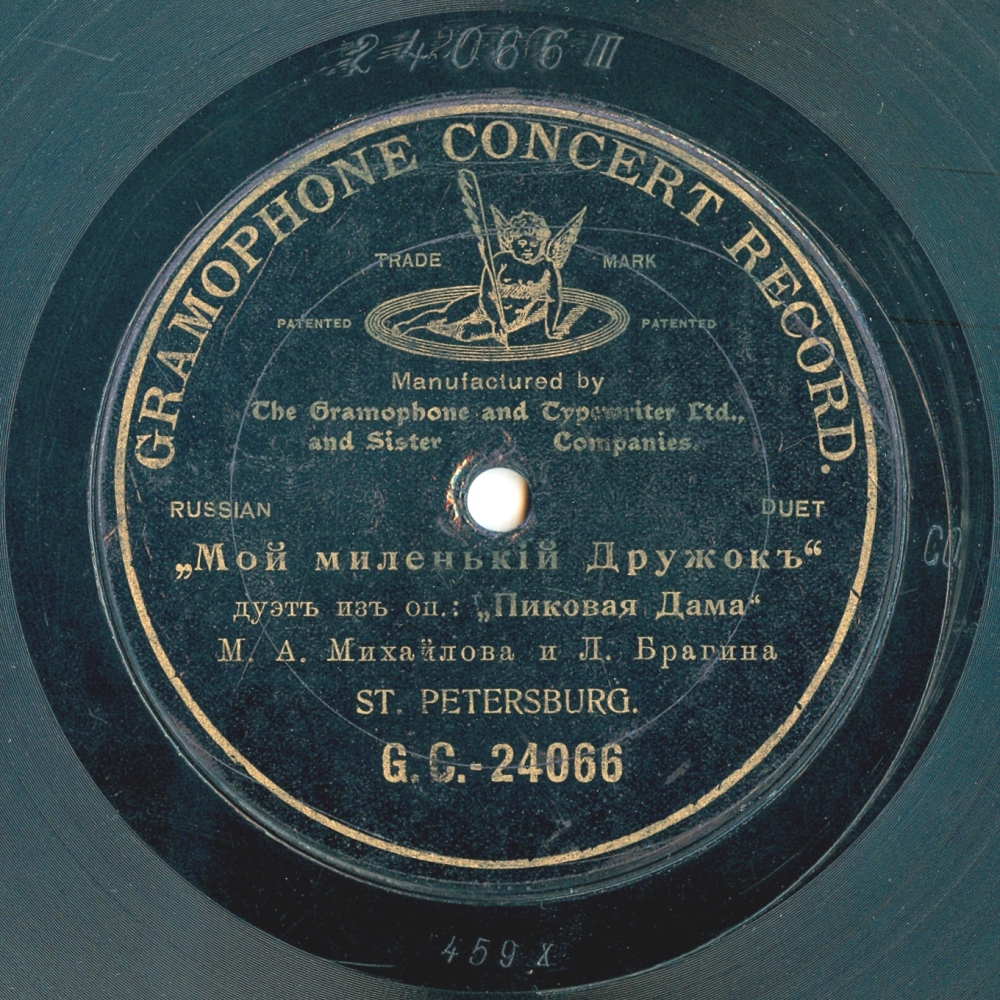 24066 III
GRAMOPHONE CONCERT RECORD.
TRADE MARK
PATENTED PATENTED
Manufactured by
The Gramophone and Typewriter Ltd.,
and Sister Companies.
RUSSIAN DUET
„Мой миленькій Дружокъ“
дуэтъ изъ оп.: „Пиковая Дама“
М. А. Михайлова и Л. Брагина
ST. PETERSBURG.
G.C.-24066
459 x